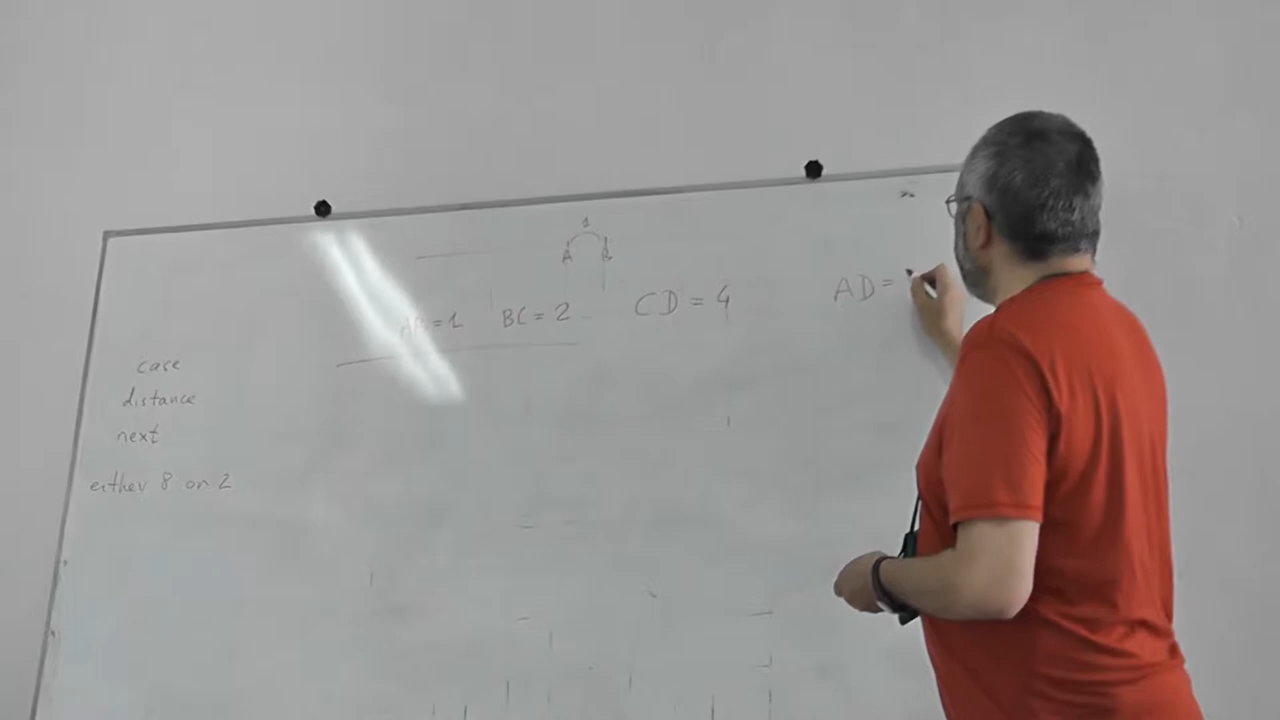 1
A B
AB=1 BC=2 CD=4 AD=
case
distance
next
either 8 or 2